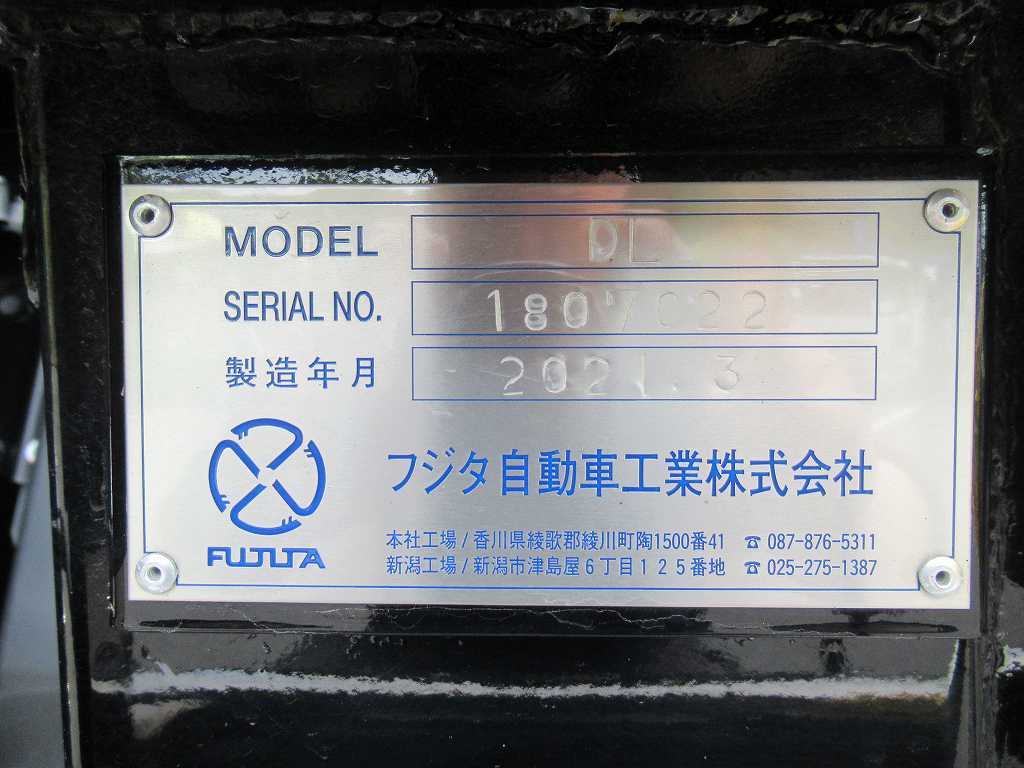 MODEL DL
SERIAL NO. 1807022
製造年月 2021.3
フジタ自動車工業株式会社
FUJITA
本社工場/香川県綾歌郡綾川町陶1500番41 ☎ 087-876-5311
新潟工場/新潟市津島屋6丁目125番地 ☎ 025-275-1387